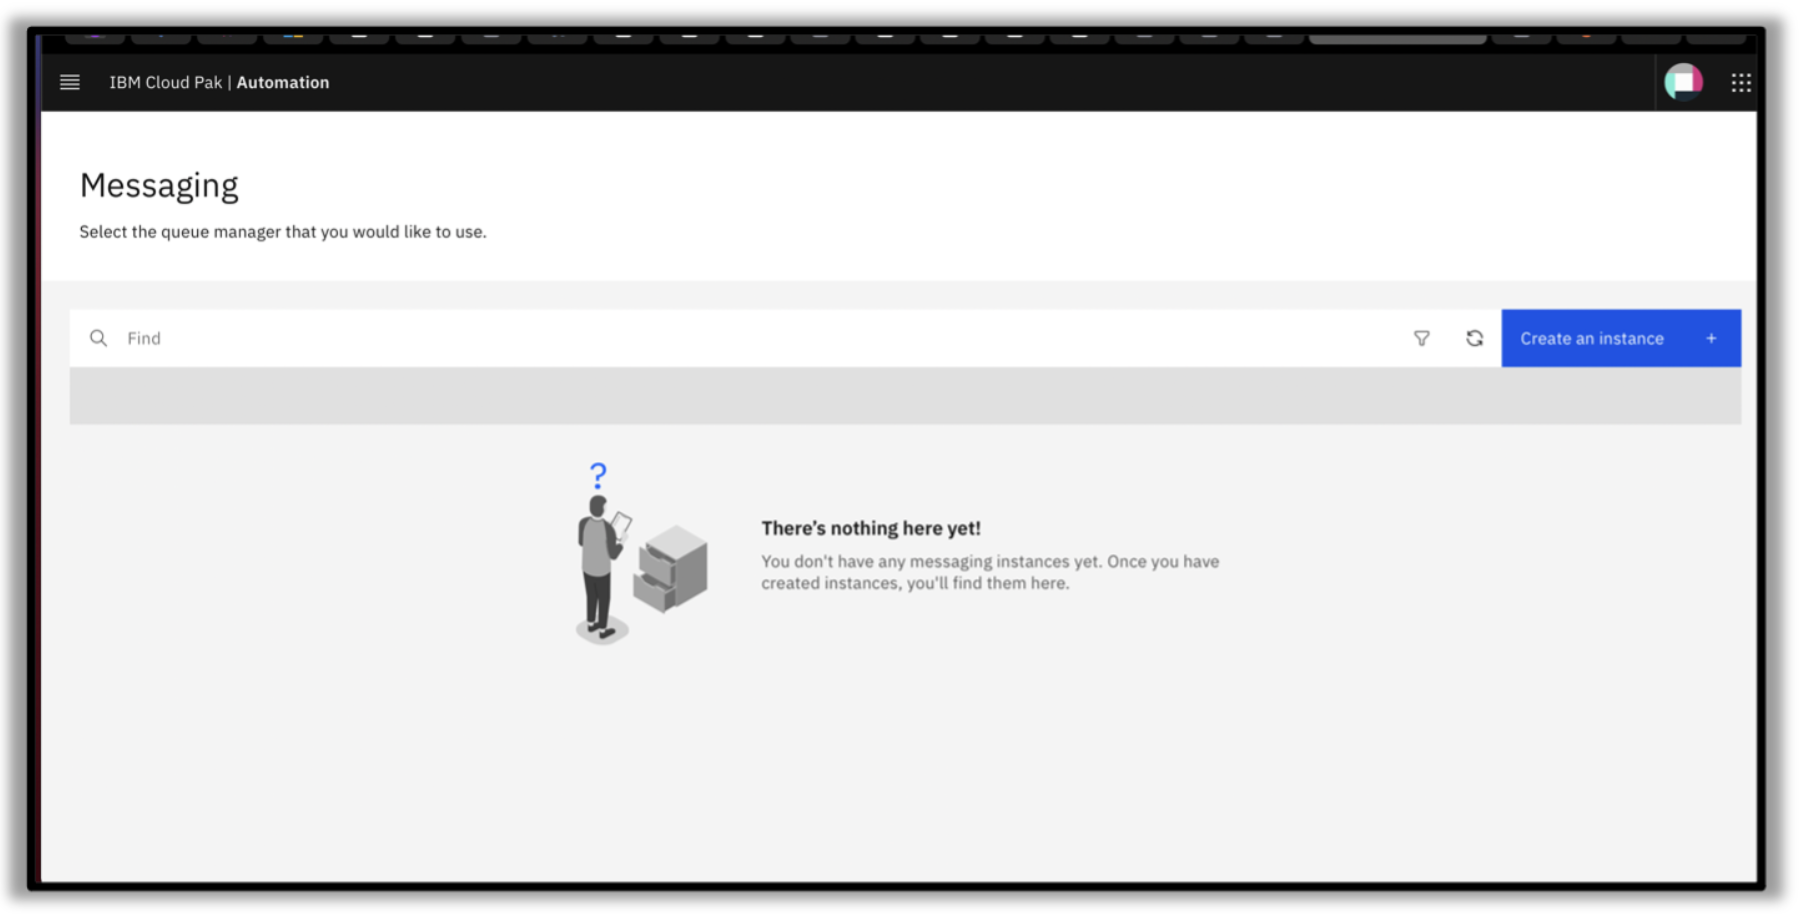 IBM Cloud Pak | Automation
Messaging
Select the queue manager that you would like to use.
Find
Create an instance +
?
There's nothing here yet!
You don't have any messaging instances yet. Once you have
created instances, you'll find them here.